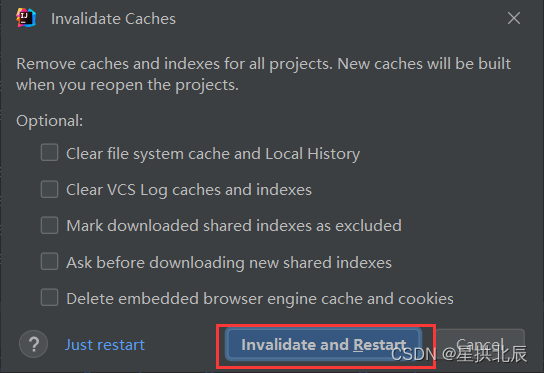 Invalidate Caches
Remove caches and indexes for all projects. New caches will be built
when you reopen the projects.
Optional:
Clear file system cache and Local History
Clear VCS Log caches and indexes
Mark downloaded shared indexes as excluded
Ask before downloading new shared indexes
Delete embedded browser engine cache and cookies
? Just restart Invalidate and Restart Cancel
CSDN @星拱北辰